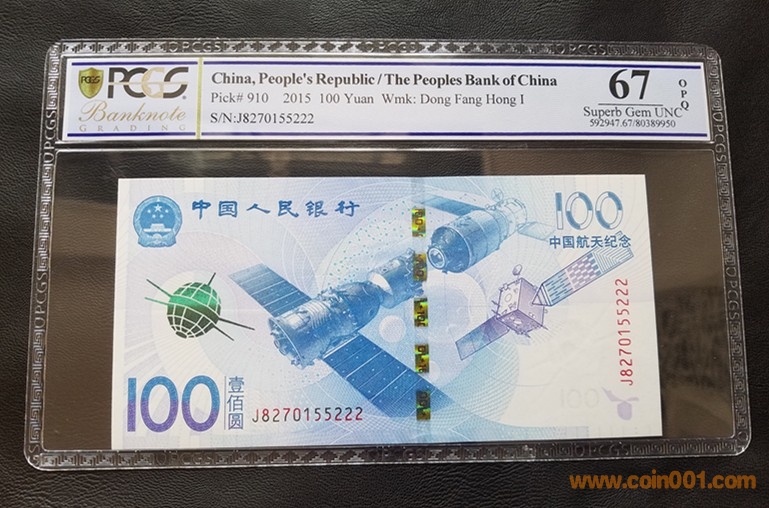 PCGS
Banknote
GRADING
China, People's Republic / The Peoples Bank of China
Pick# 910 2015 100 Yuan Wmk: Dong Fang Hong I
S/N:J8270155222
67
OPQ
Superb Gem UNC
592947.67/80389950
中国人民银行
100
中国航天纪念
J8270155222
100
壹佰圆
J8270155222
www.coin001.com